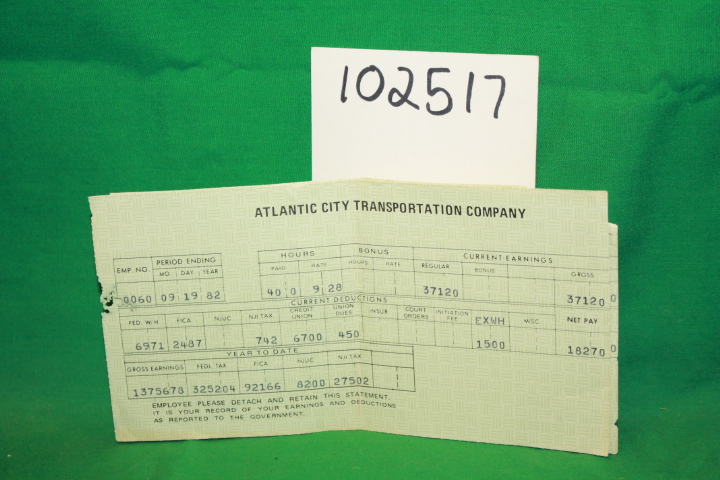 102517
ATLANTIC CITY TRANSPORTATION COMPANY
EMP. NO. PERIOD ENDING HOURS BONUS CURRENT EARNINGS
MO. DAY YEAR PAID RATE HOURS RATE REGULAR BONUS GROSS
0060 09 19 82 40 0 9 28 37120 37120 0
CURRENT DEDUCTIONS
FED. W/H FICA NJUC NJ TAX CREDIT UNION UNION DUES INSUR COURT ORDERS INITIATION FEE EXWH MISC. NET PAY
6971 2487 742 6700 450 1500 18270 0
YEAR TO DATE
GROSS EARNINGS FEDL TAX FICA NJUC NJ TAX
1375678 325204 92166 8200 27502
EMPLOYEE PLEASE DETACH AND RETAIN THIS STATEMENT.
IT IS YOUR RECORD OF YOUR EARNINGS AND DEDUCTIONS
AS REPORTED TO THE GOVERNMENT.